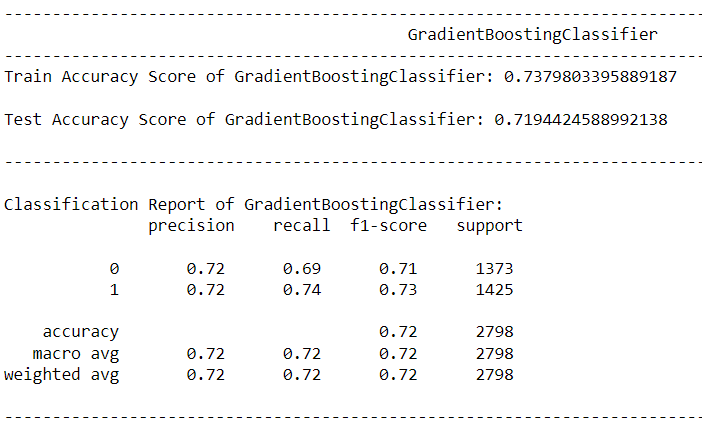 GradientBoostingClassifier
Train Accuracy Score of GradientBoostingClassifier: 0.7379803395889187
Test Accuracy Score of GradientBoostingClassifier: 0.7194424588992138
Classification Report of GradientBoostingClassifier:
precision recall f1-score support
0 0.72 0.69 0.71 1373
1 0.72 0.74 0.73 1425
accuracy 0.72 2798
macro avg 0.72 0.72 0.72 2798
weighted avg 0.72 0.72 0.72 2798